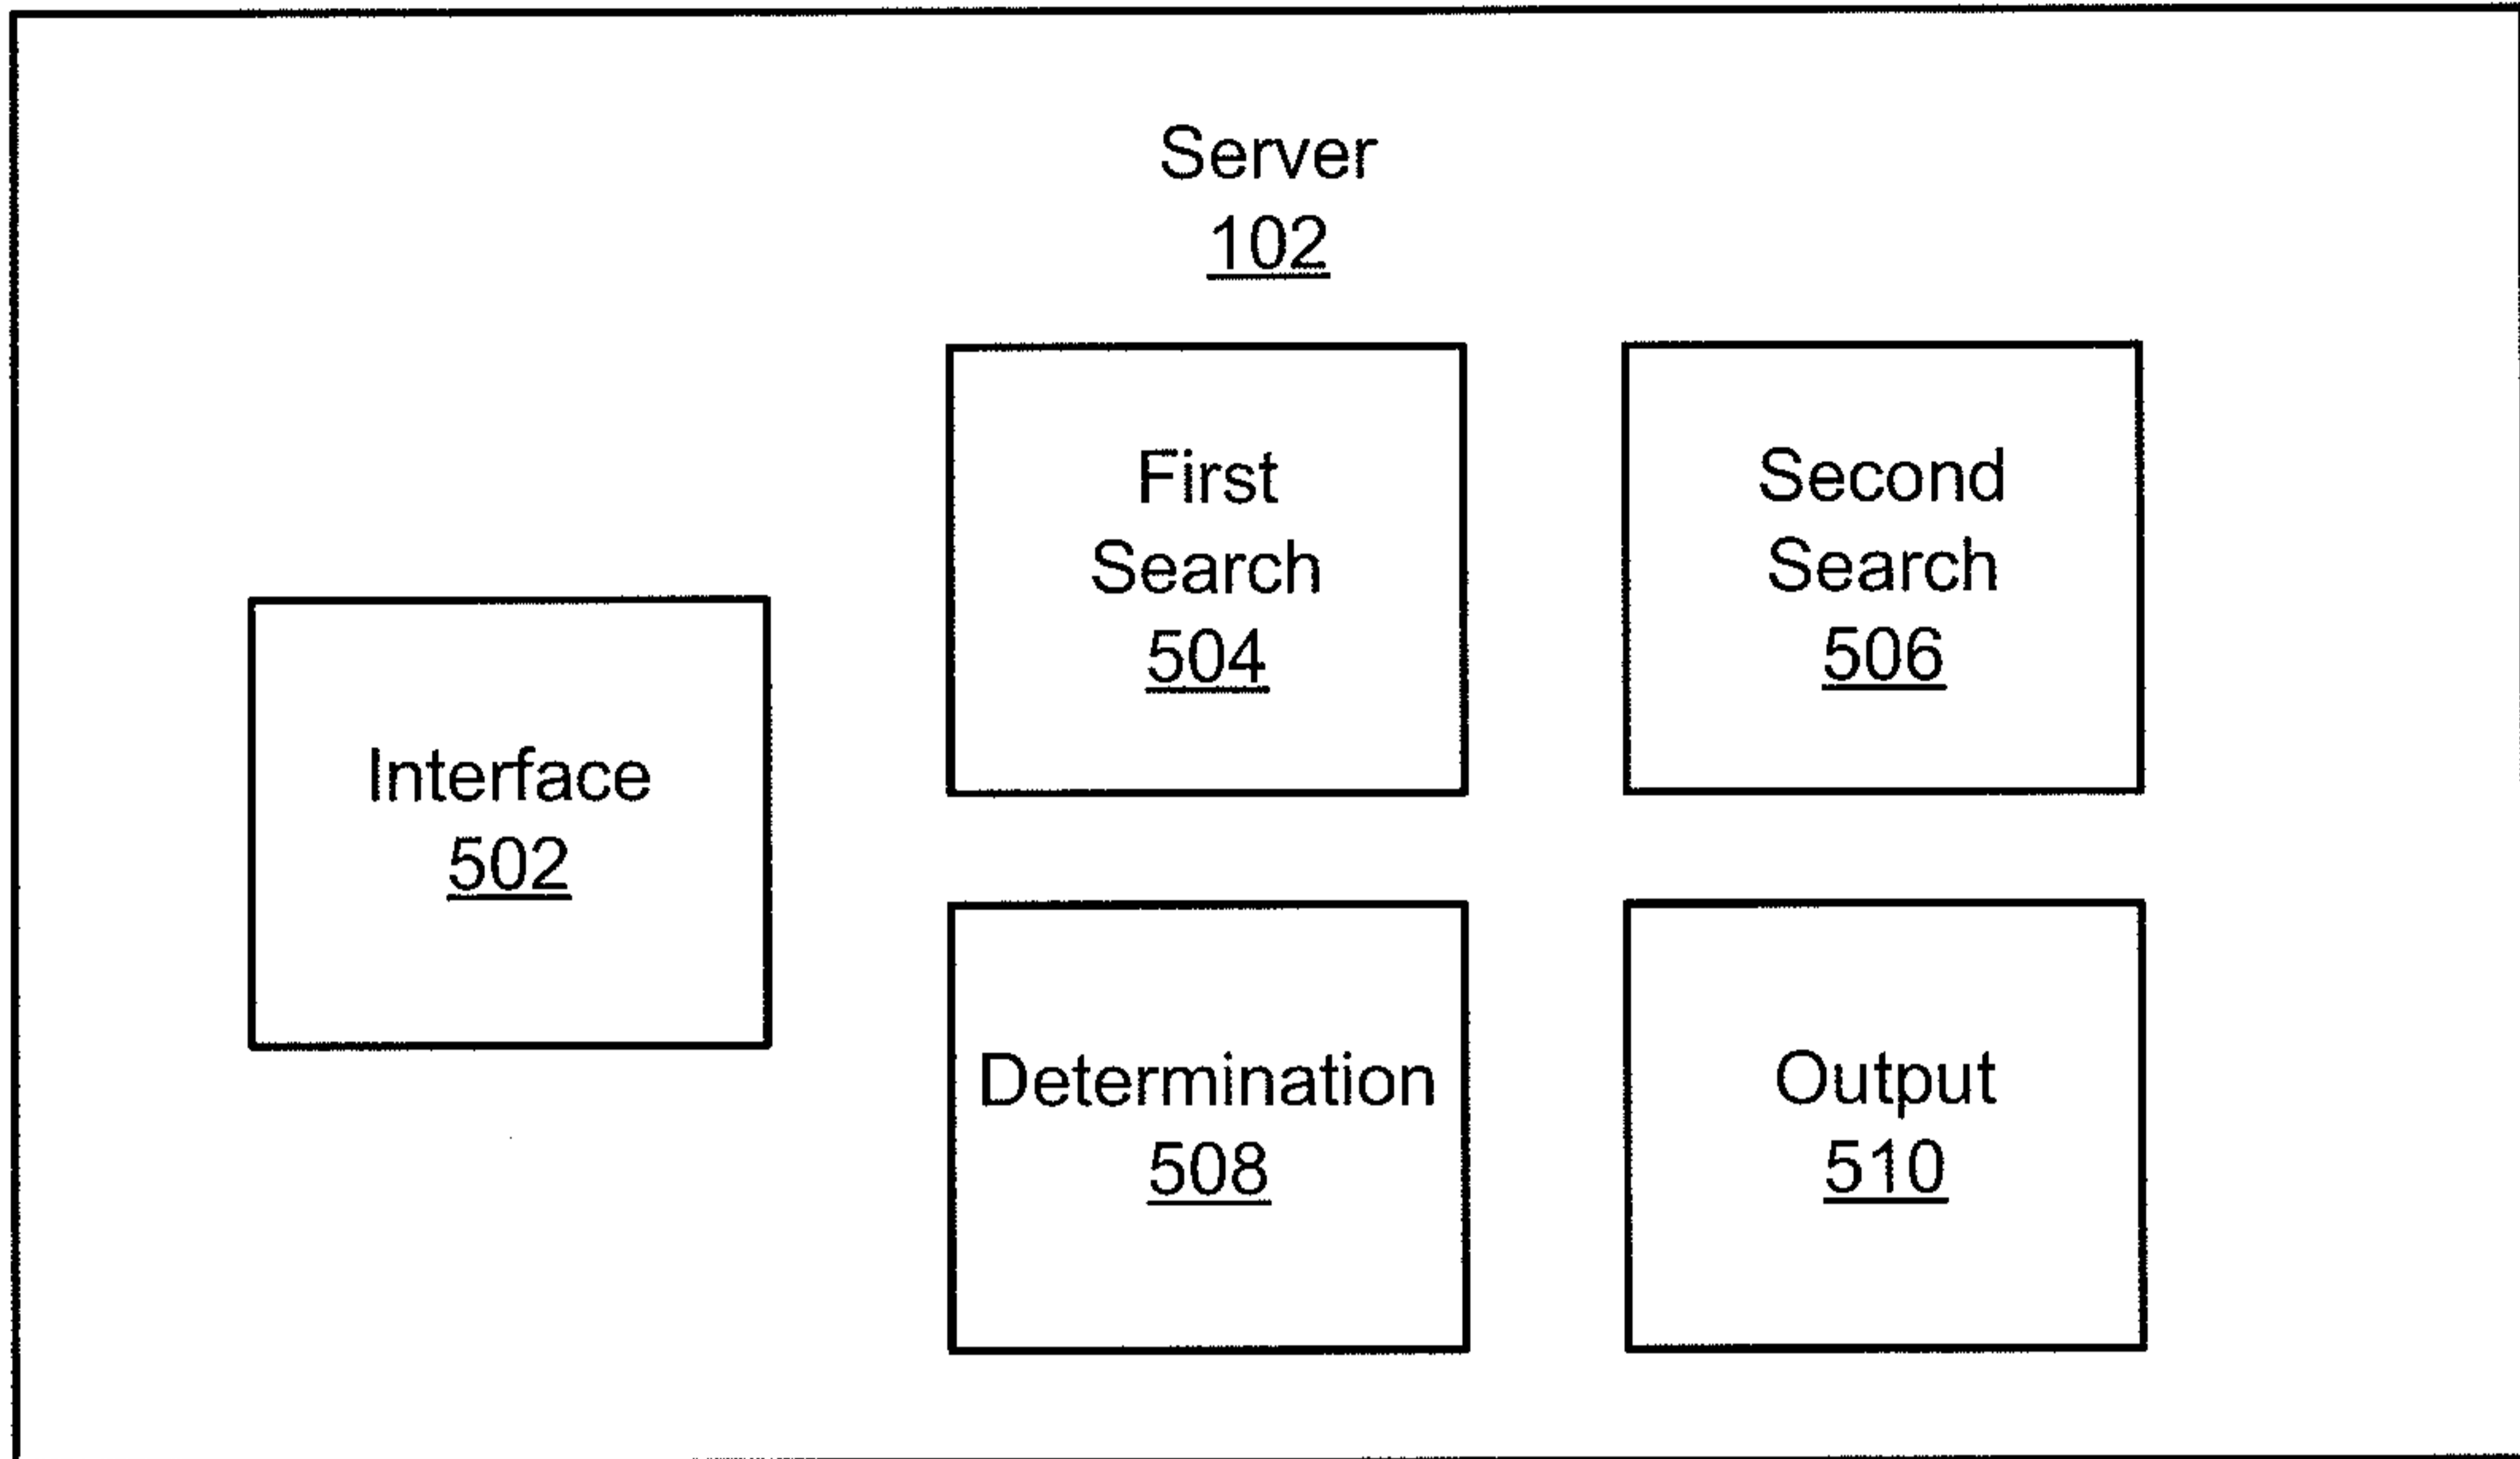 Server
102
First
Search
504
Second
Search
506
Interface
502
Determination
508
Output
510